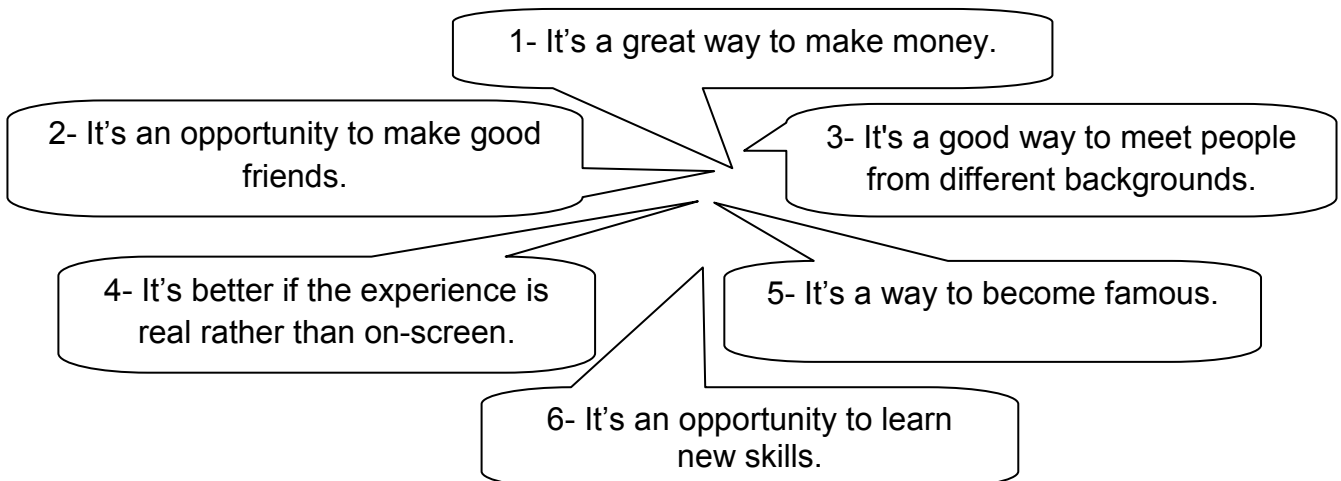 1- It’s a great way to make money.
2- It’s an opportunity to make good
friends.
3- It's a good way to meet people
from different backgrounds.
4- It’s better if the experience is
real rather than on-screen.
5- It’s a way to become famous.
6- It’s an opportunity to learn
new skills.